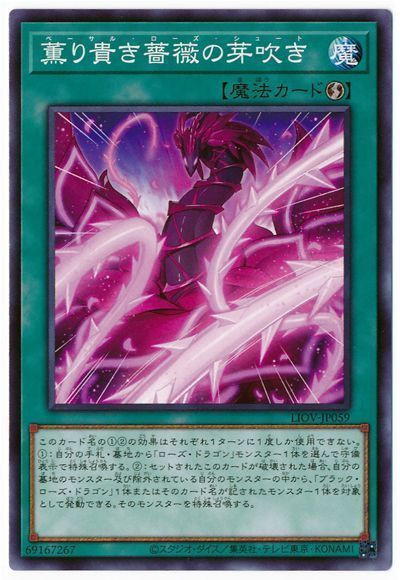 ベーサル・ローズ・シュート
薫り貴き薔薇の芽吹き
魔
【魔法カード】
LIOV-JP059
このカード名の①②の効果はそれぞれ1ターンに1度しか使用できない。
①:自分の手札・墓地から「ローズ・ドラゴン」モンスター1体を選んで守備
表示で特殊召喚する。②:セットされたこのカードが破壊された場合、自分の
墓地のモンスター及び除外されている自分のモンスターの中から、「ブラック・
ローズ・ドラゴン」1体またはそのカード名が記されたモンスター1体を対象
として発動できる。そのモンスターを特殊召喚する。
69167267
©スタジオ・ダイス/集英社・テレビ東京・KONAMI